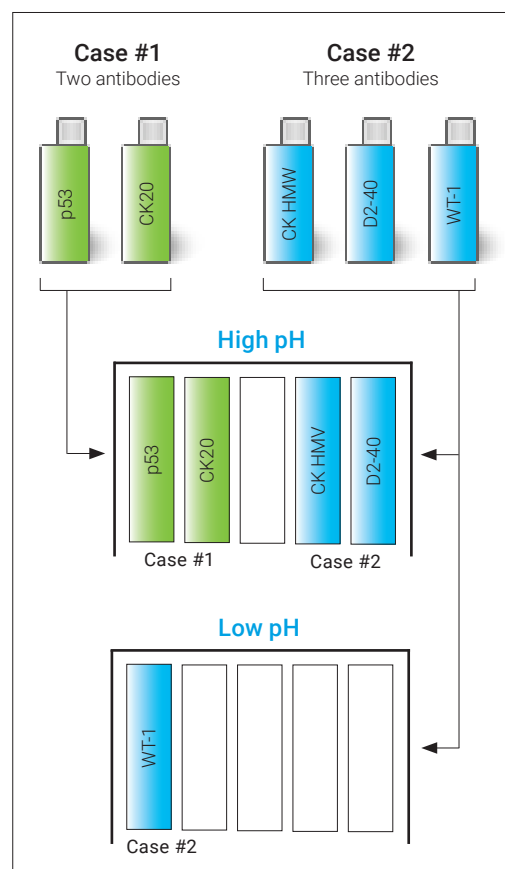 Case #1
Two antibodies
Case #2
Three antibodies
p53
CK20
CK HMW
D2-40
WT-1
High pH
p53
CK20
CK HMV
D2-40
Case #1
Case #2
Low pH
WT-1
Case #2